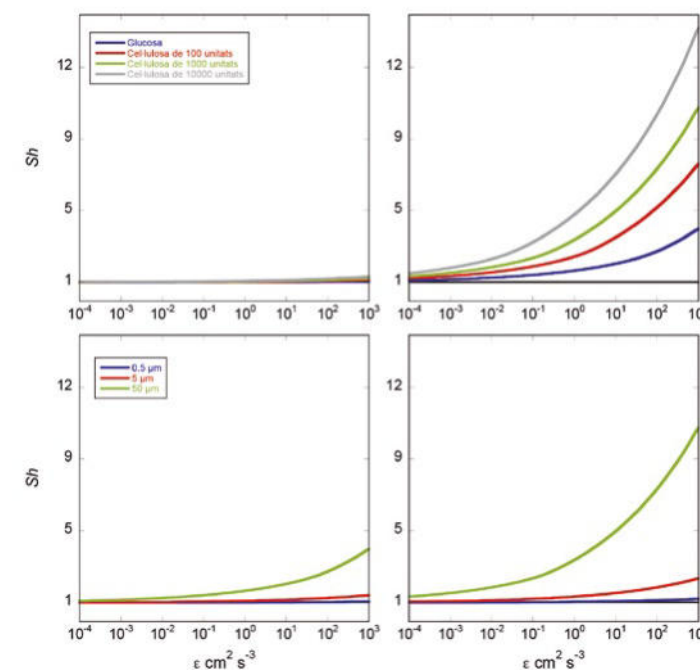 12
9
5
1
Sh
Glucosa
Cel·lulosa de 100 unitats
Cel·lulosa de 1000 unitats
Cel·lulosa de 10000 unitats
10⁻⁴ 10⁻³ 10⁻² 10⁻¹ 10⁰ 10¹ 10² 10³
12
9
5
1
10⁻⁴ 10⁻³ 10⁻² 10⁻¹ 10⁰ 10¹ 10² 10
12
9
5
1
Sh
0.5 µm
5 µm
50 µm
10⁻⁴ 10⁻³ 10⁻² 10⁻¹ 10⁰ 10¹ 10² 10³
ε cm² s⁻³
12
9
5
1
10⁻⁴ 10⁻³ 10⁻² 10⁻¹ 10⁰ 10¹ 10² 10
ε cm² s⁻³